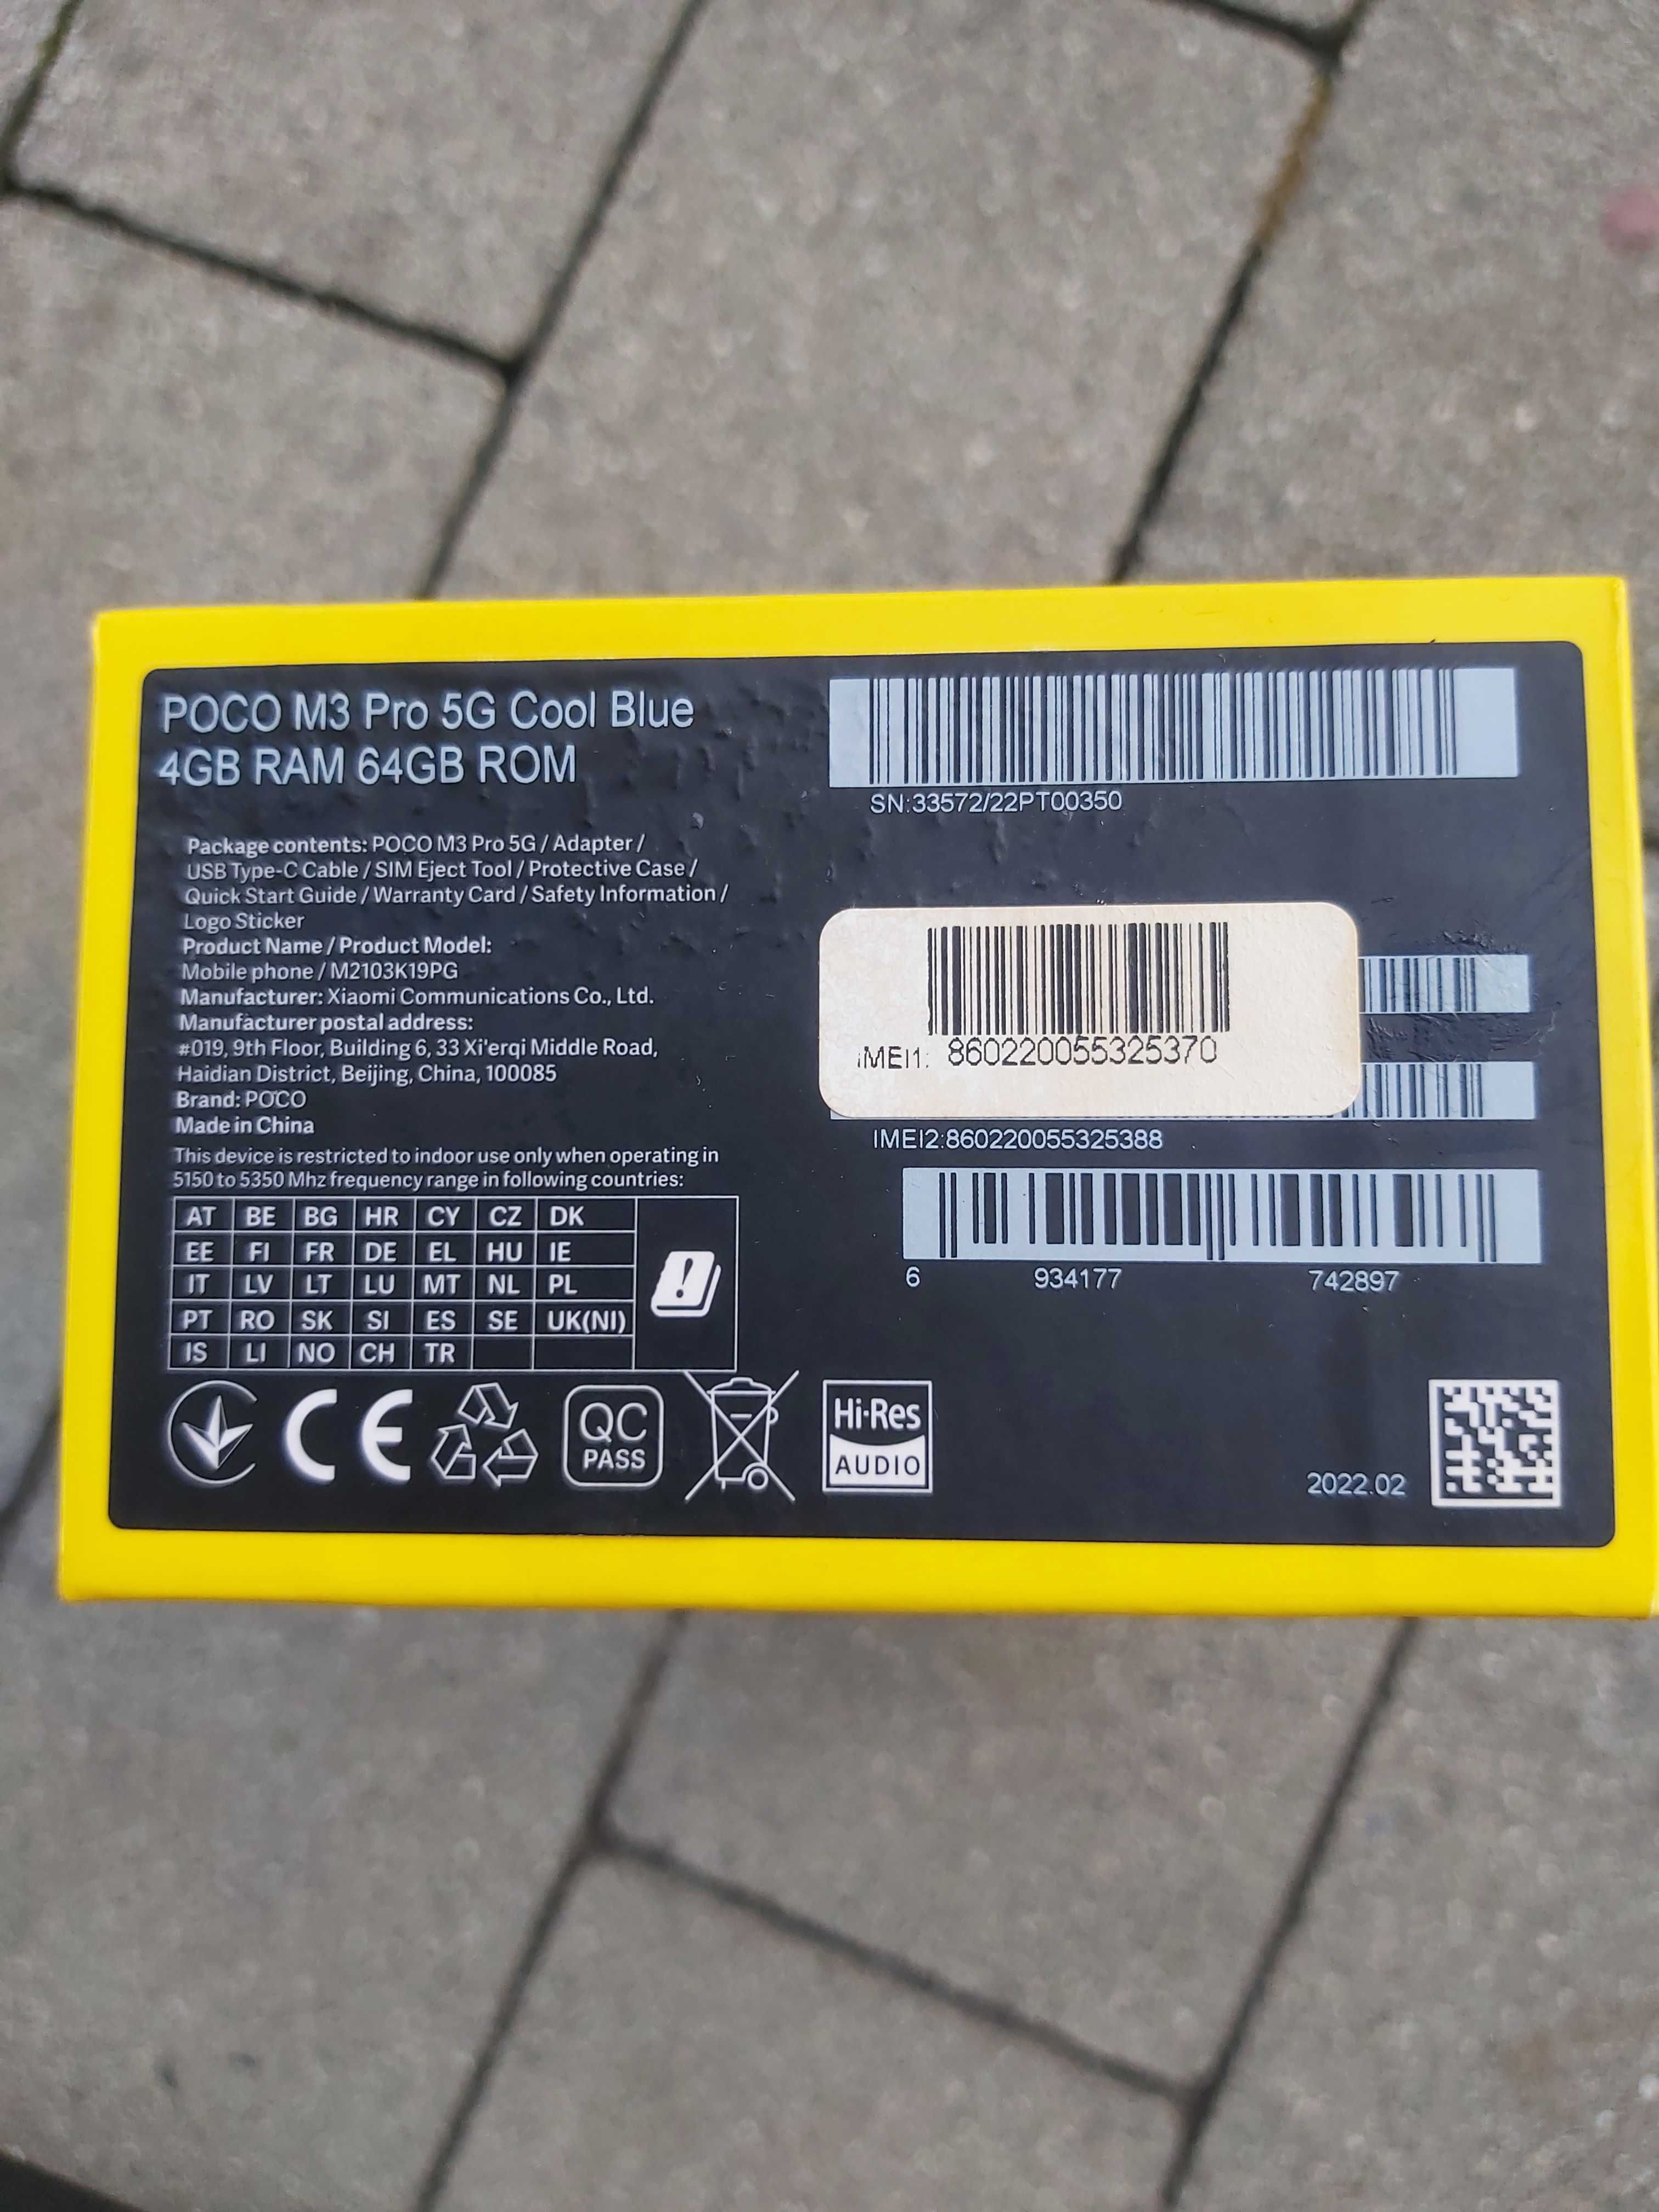 POCO M3 Pro 5G Cool Blue
4GB RAM 64GB ROM
Package contents: POCO M3 Pro 5G / Adapter /
USB Type-C Cable / SIM Eject Tool / Protective Case /
Quick Start Guide / Warranty Card / Safety Information /
Logo Sticker
Product Name / Product Model:
Mobile phone / M2103K19PG
Manufacturer: Xiaomi Communications Co., Ltd.
Manufacturer postal address:
#019, 9th Floor, Building 6, 33 Xi'erqi Middle Road,
Haidian District, Beijing, China, 100085
Brand: POCO
Made in China
This device is restricted to indoor use only when operating in
5150 to 5350 Mhz frequency range in following countries:
AT BE BG HR CY CZ DK
EE FI FR DE EL HU IE
IT LV LT LU MT NL PL
PT RO SK SI ES SE UK(NI)
IS LI NO CH TR
CE
QC
PASS
Hi-Res
AUDIO
SN:33572/22PT00350
IMEI1: 860220055325370
IMEI2:860220055325388
6 934177 742897
2022.02